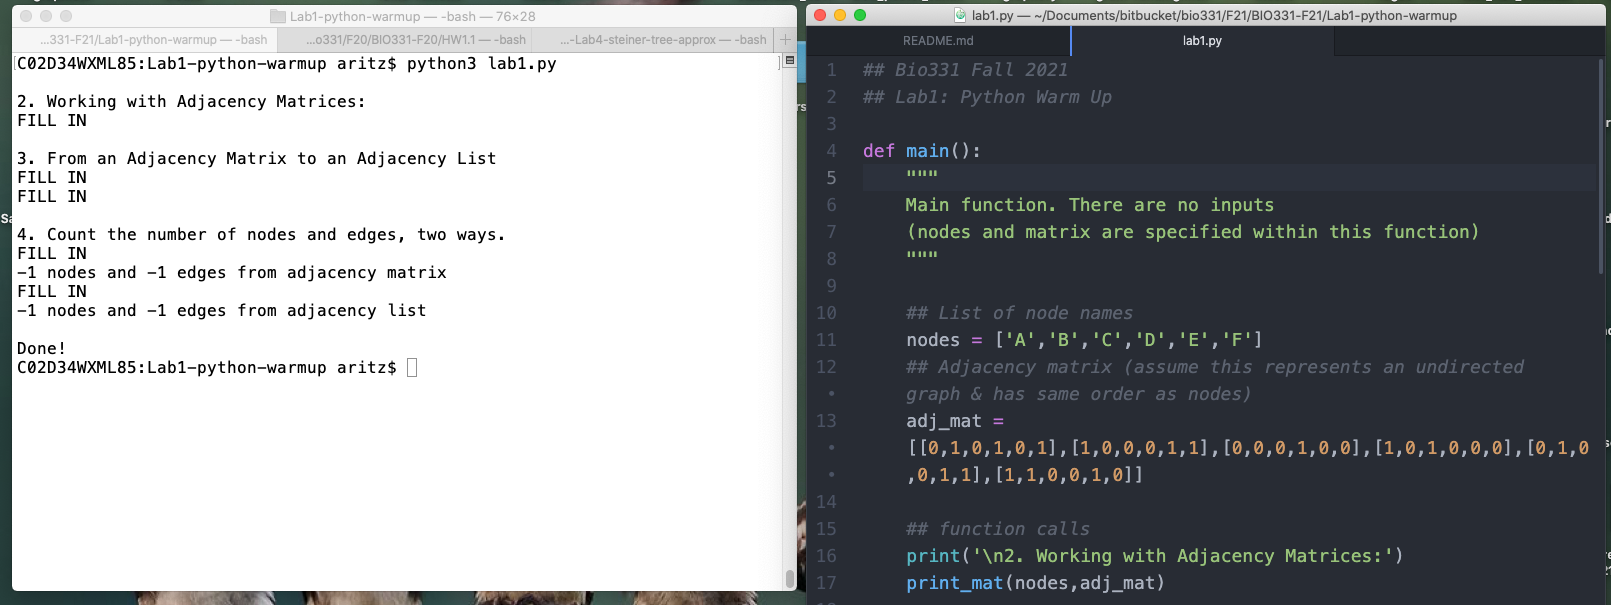 Lab1-python-warmup — -bash — 76×28
...331-F21/Lab1-python-warmup — -bash
...o331/F20/BIO331-F20/HW1.1 — -bash
...-Lab4-steiner-tree-approx — -bash
+
[C02D34WXML85:Lab1-python-warmup aritz$ python3 lab1.py ]
2. Working with Adjacency Matrices:
FILL IN
3. From an Adjacency Matrix to an Adjacency List
FILL IN
FILL IN
4. Count the number of nodes and edges, two ways.
FILL IN
-1 nodes and -1 edges from adjacency matrix
FILL IN
-1 nodes and -1 edges from adjacency list
Done!
C02D34WXML85:Lab1-python-warmup aritz$
lab1.py — ~/Documents/bitbucket/bio331/F21/BIO331-F21/Lab1-python-warmup
README.md
lab1.py
1 ## Bio331 Fall 2021
2 ## Lab1: Python Warm Up
3
4 def main():
5 """
6 Main function. There are no inputs
7 (nodes and matrix are specified within this function)
8 """
9
10 ## List of node names
11 nodes = ['A','B','C','D','E','F']
12 ## Adjacency matrix (assume this represents an undirected
• graph & has same order as nodes)
13 adj_mat =
• [[0,1,0,1,0,1],[1,0,0,0,1,1],[0,0,0,1,0,0],[1,0,1,0,0,0],[0,1,0
• ,0,1,1],[1,1,0,0,1,0]]
14
15 ## function calls
16 print('\n2. Working with Adjacency Matrices:')
17 print_mat(nodes,adj_mat)